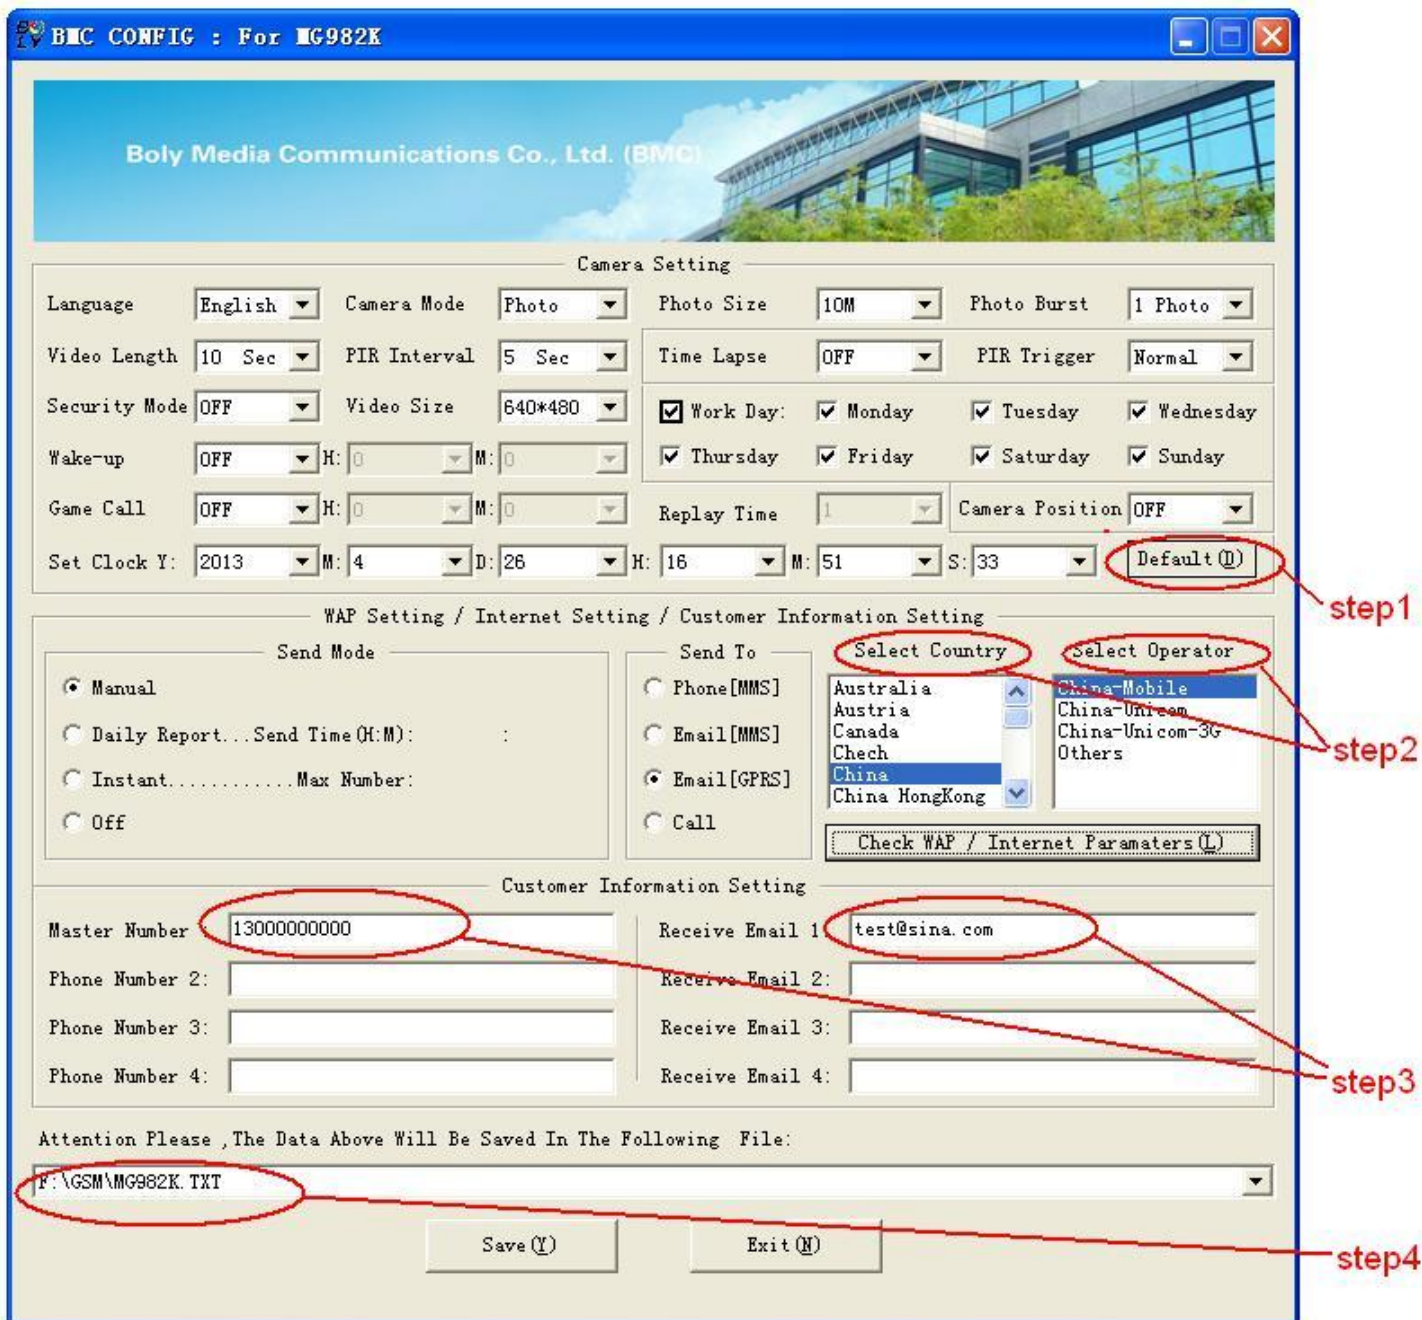 BMC CONFIG : For MG982K
Boly Media Communications Co., Ltd. (BMC)
Camera Setting
Language English Camera Mode Photo Photo Size 10M Photo Burst 1 Photo
Video Length 10 Sec PIR Interval 5 Sec Time Lapse OFF PIR Trigger Normal
Security Mode OFF Video Size 640*480 Work Day: Monday Tuesday Wednesday
Wake-up OFF H: 0 M: 0 Thursday Friday Saturday Sunday
Game Call OFF H: 0 M: 0 Replay Time 1 Camera Position OFF
Set Clock Y: 2013 M: 4 D: 26 H: 16 M: 51 S: 33 Default(D)
step1
WAP Setting / Internet Setting / Customer Information Setting
Send Mode Send To Select Country Select Operator
Manual Phone[MMS] Australia China-Mobile
Austria China-Unicom
Daily Report...Send Time(H:M): : Email[MMS] Canada China-Unicom-3G
Chech Others
step2
Instant............Max Number: Email[GPRS] China
China HongKong
Off Call
Check WAP / Internet Paramaters(L)
Customer Information Setting
Master Number 13000000000 Receive Email 1: test@sina.com
Phone Number 2: Receive Email 2:
Phone Number 3: Receive Email 3:
Phone Number 4: Receive Email 4:
step3
Attention Please ,The Data Above Will Be Saved In The Following File:
F:\GSM\MG982K.TXT
Save(Y) Exit(N)
step4